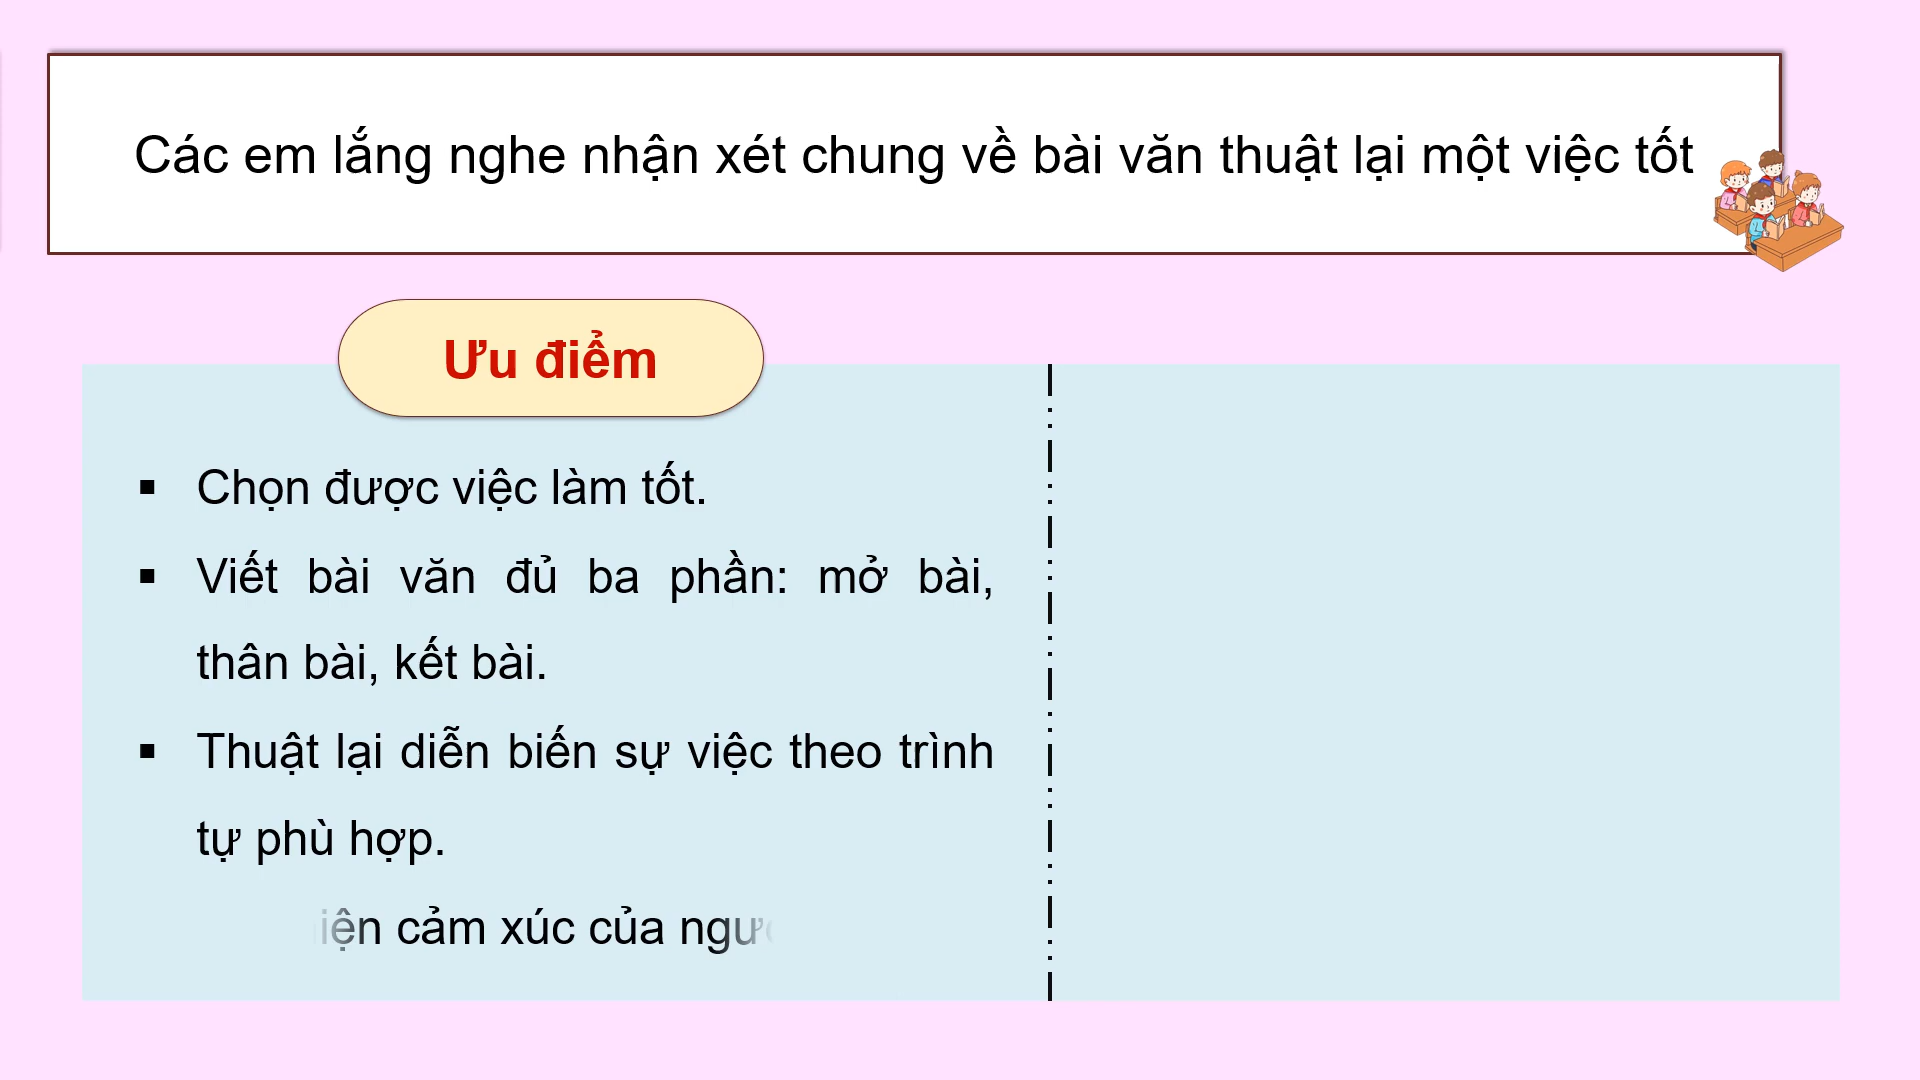 Các em lắng nghe nhận xét chung về bài văn thuật lại một việc tốt
Ưu điểm
▪ Chọn được việc làm tốt.
▪ Viết bài văn đủ ba phần: mở bài,
thân bài, kết bài.
▪ Thuật lại diễn biến sự việc theo trình
tự phù hợp.
cảm xúc của